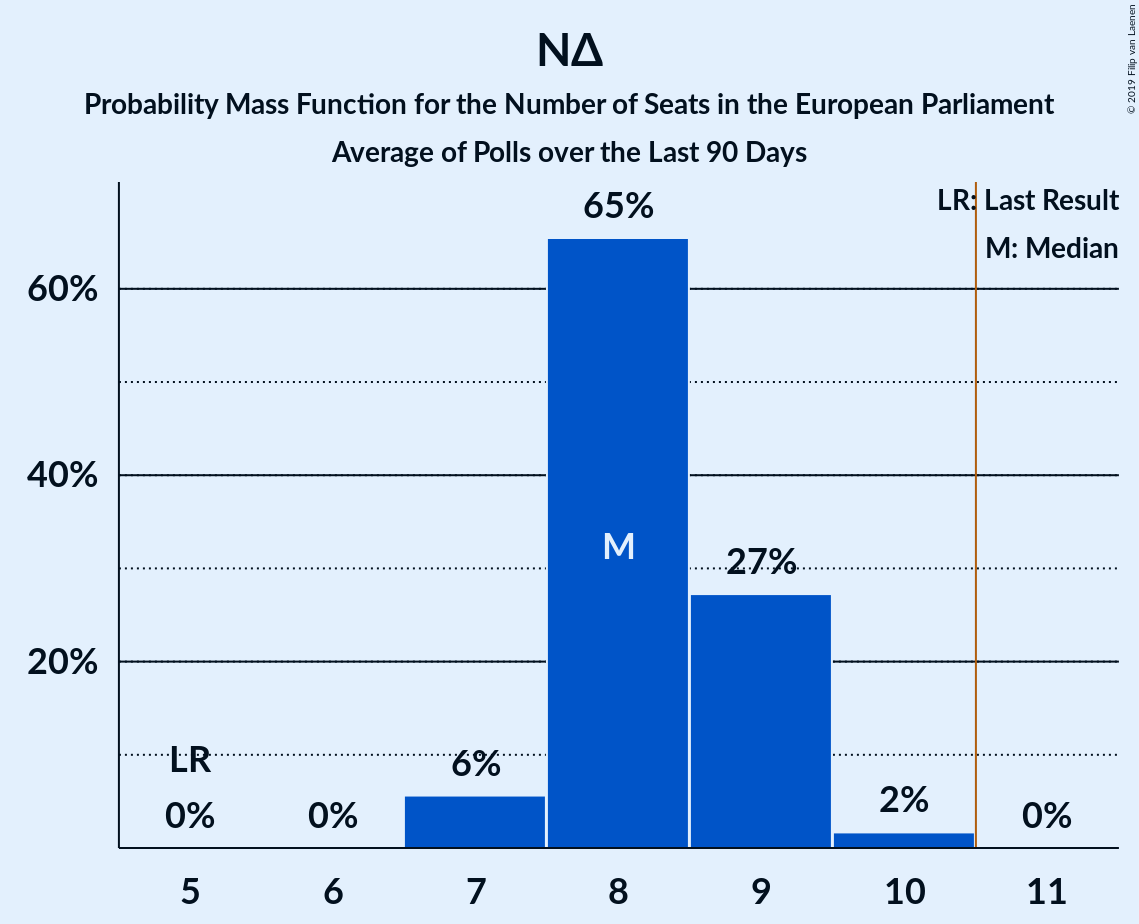 ΝΔ
Probability Mass Function for the Number of Seats in the European Parliament
Average of Polls over the Last 90 Days
© 2019 Filip van Laenen
LR: Last Result
M: Median
65%
60%
40%
M
27%
20%
LR
6%
0%
0%
2%
0%
5 6 7 8 9 10 11